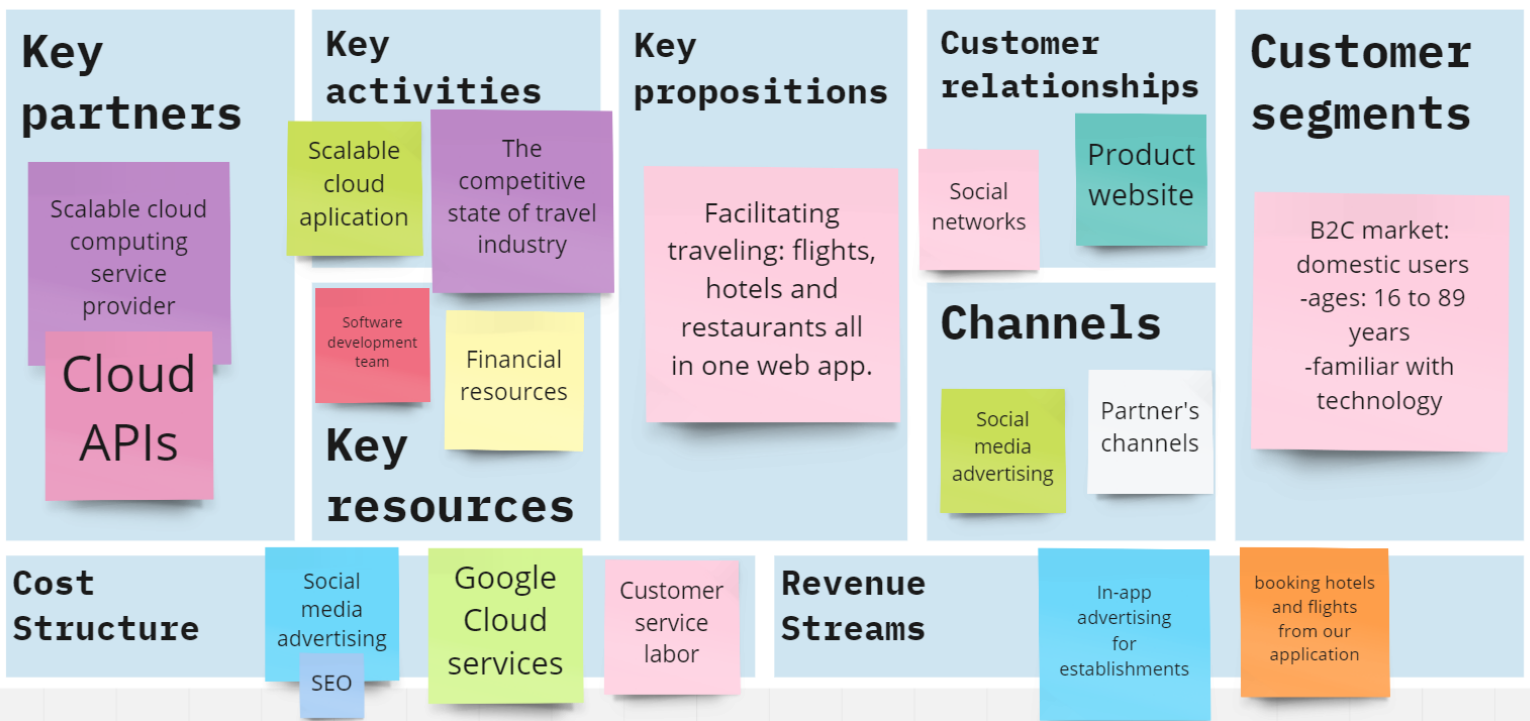 Key
partners
Scalable cloud
computing
service
provider
Cloud
APIs
Key
activities
Scalable
cloud
aplication
The
competitive
state of travel
industry
Software
development
team
Financial
resources
Key
resources
Key
propositions
Facilitating
traveling: flights,
hotels and
restaurants all
in one web app.
Customer
relationships
Social
networks
Product
website
Channels
Social
media
advertising
Partner's
channels
Customer
segments
B2C market:
domestic users
-ages: 16 to 89
years
-familiar with
technology
Cost
Structure
Social
media
advertising
SEO
Google
Cloud
services
Customer
service
labor
Revenue
Streams
In-app
advertising
for
establishments
booking hotels
and flights
from our
application